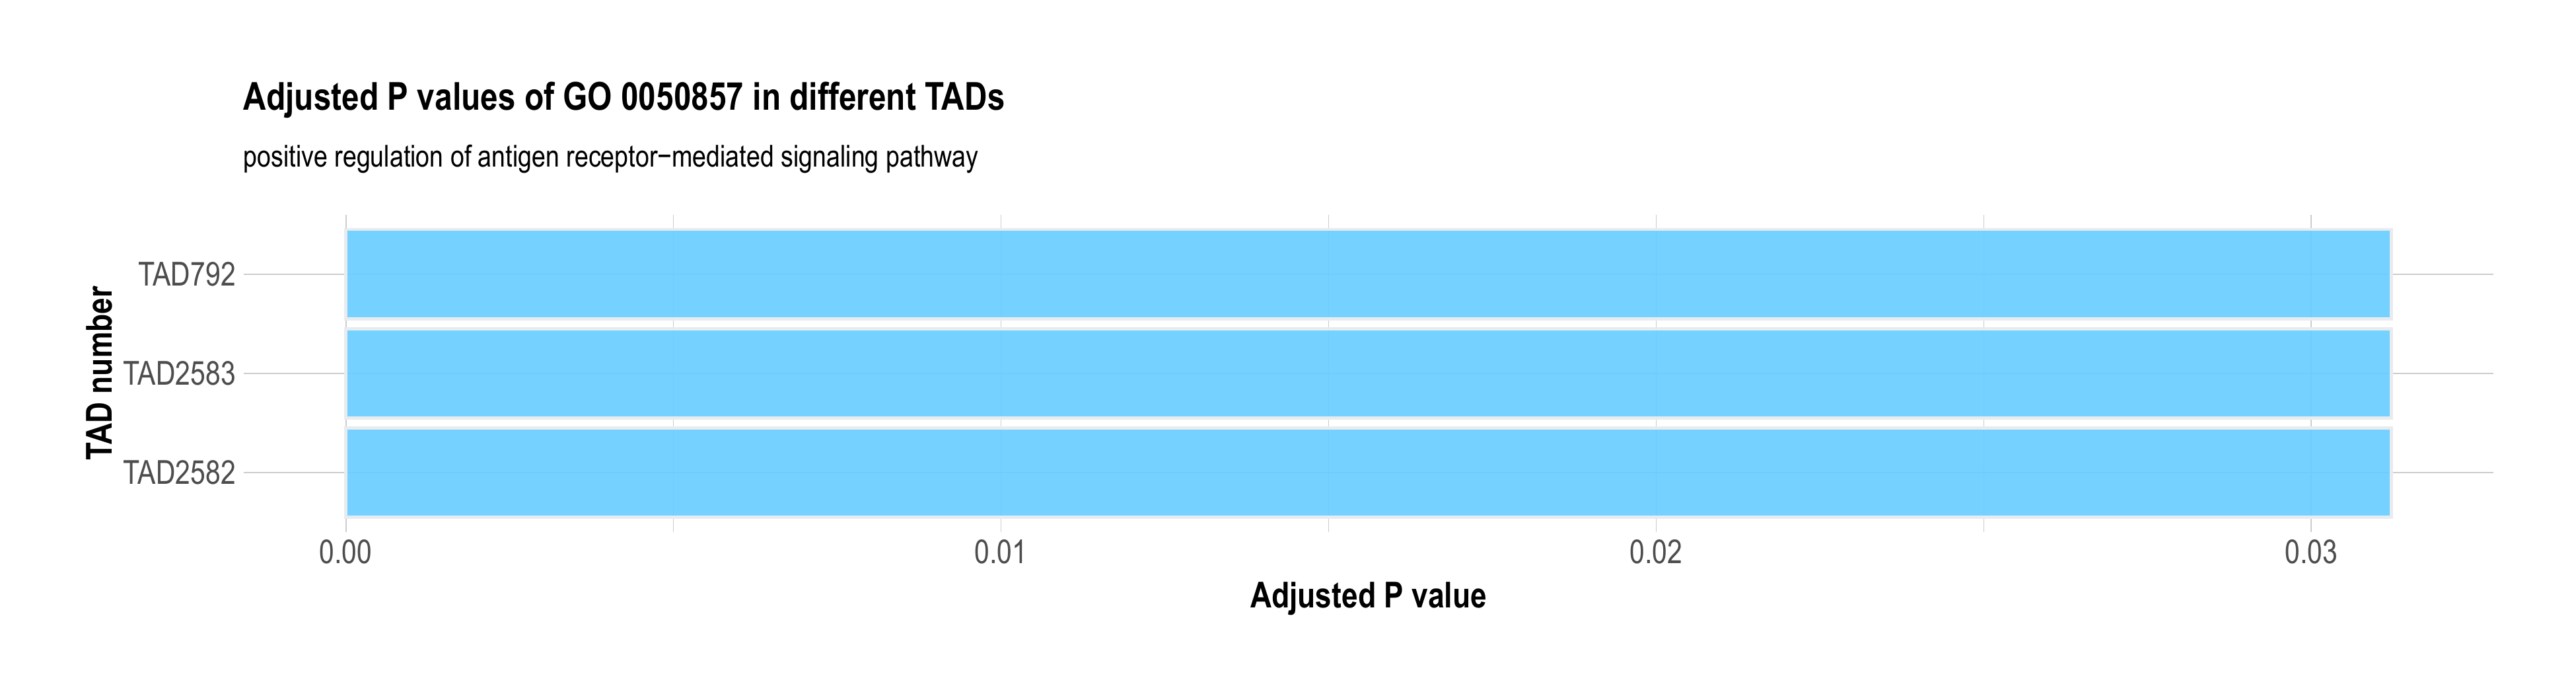 Adjusted P values of GO 0050857 in different TADs
positive regulation of antigen receptor−mediated signaling pathway
TAD number
TAD792
TAD2583
TAD2582
0.00
0.01
0.02
0.03
Adjusted P value